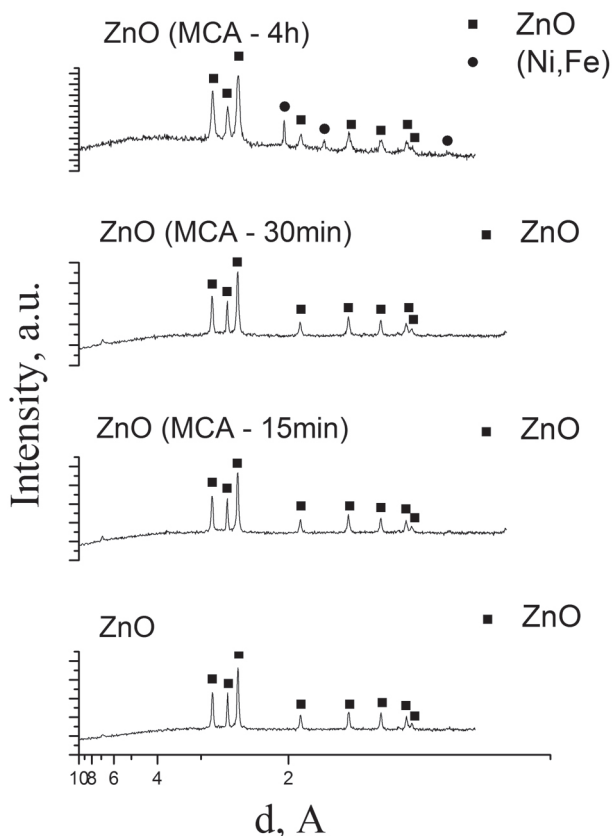 ZnO (MCA - 4h)
ZnO
(Ni,Fe)
ZnO (MCA - 30min)
ZnO
ZnO (MCA - 15min)
ZnO
ZnO
ZnO
Intensity, a.u.
10 8 6 4 2
d, A